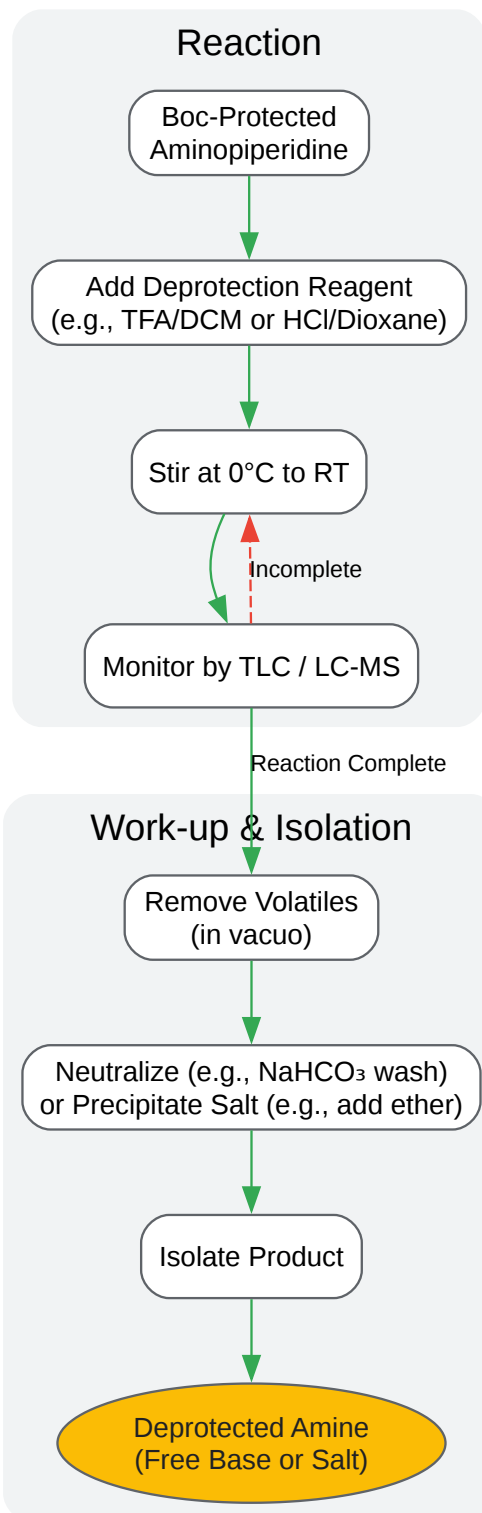 Reaction
Boc-Protected
Aminopiperidine
Add Deprotection Reagent
(e.g., TFA/DCM or HCl/Dioxane)
Stir at 0°C to RT
Incomplete
Monitor by TLC / LC-MS
Reaction Complete
Work-up & Isolation
Remove Volatiles
(in vacuo)
Neutralize (e.g., NaHCO₃ wash)
or Precipitate Salt (e.g., add ether)
Isolate Product
Deprotected Amine
(Free Base or Salt)